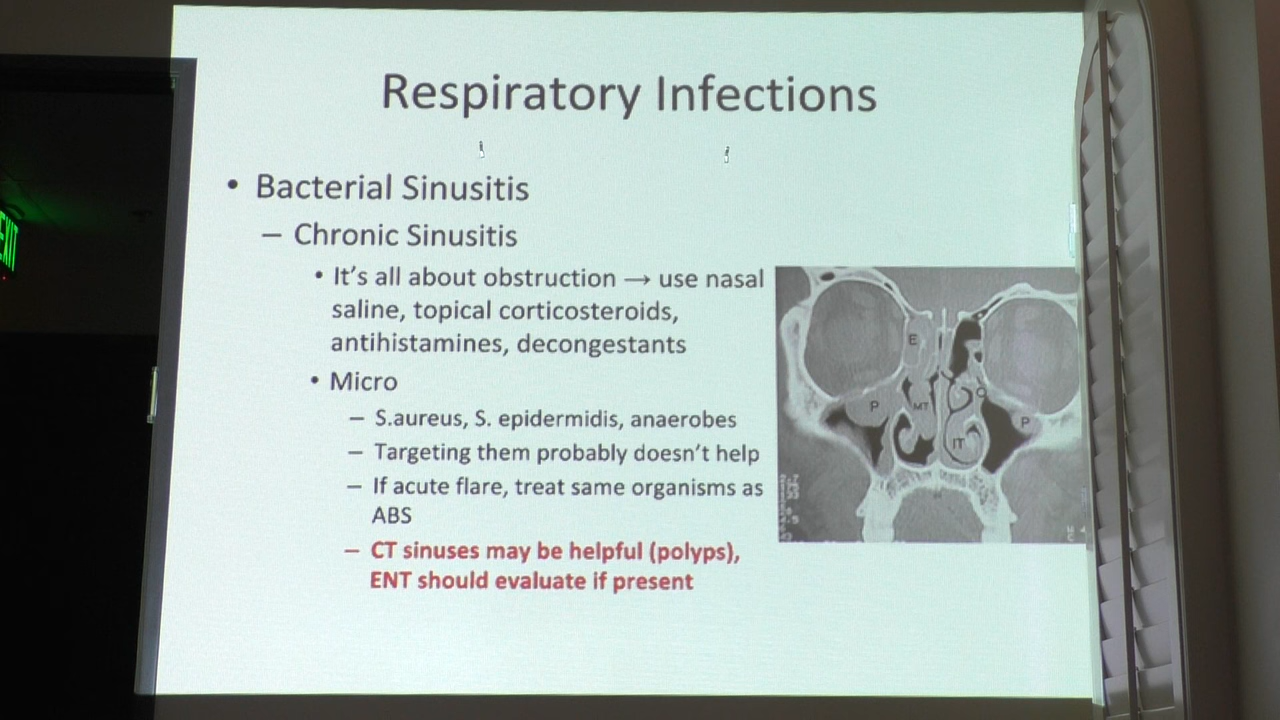 Respiratory Infections
• Bacterial Sinusitis
– Chronic Sinusitis
• It's all about obstruction → use nasal
saline, topical corticosteroids,
antihistamines, decongestants
• Micro
– S.aureus, S. epidermidis, anaerobes
– Targeting them probably doesn't help
– If acute flare, treat same organisms as
ABS
– CT sinuses may be helpful (polyps),
ENT should evaluate if present
E
P
MT
O
IT
P
EXIT